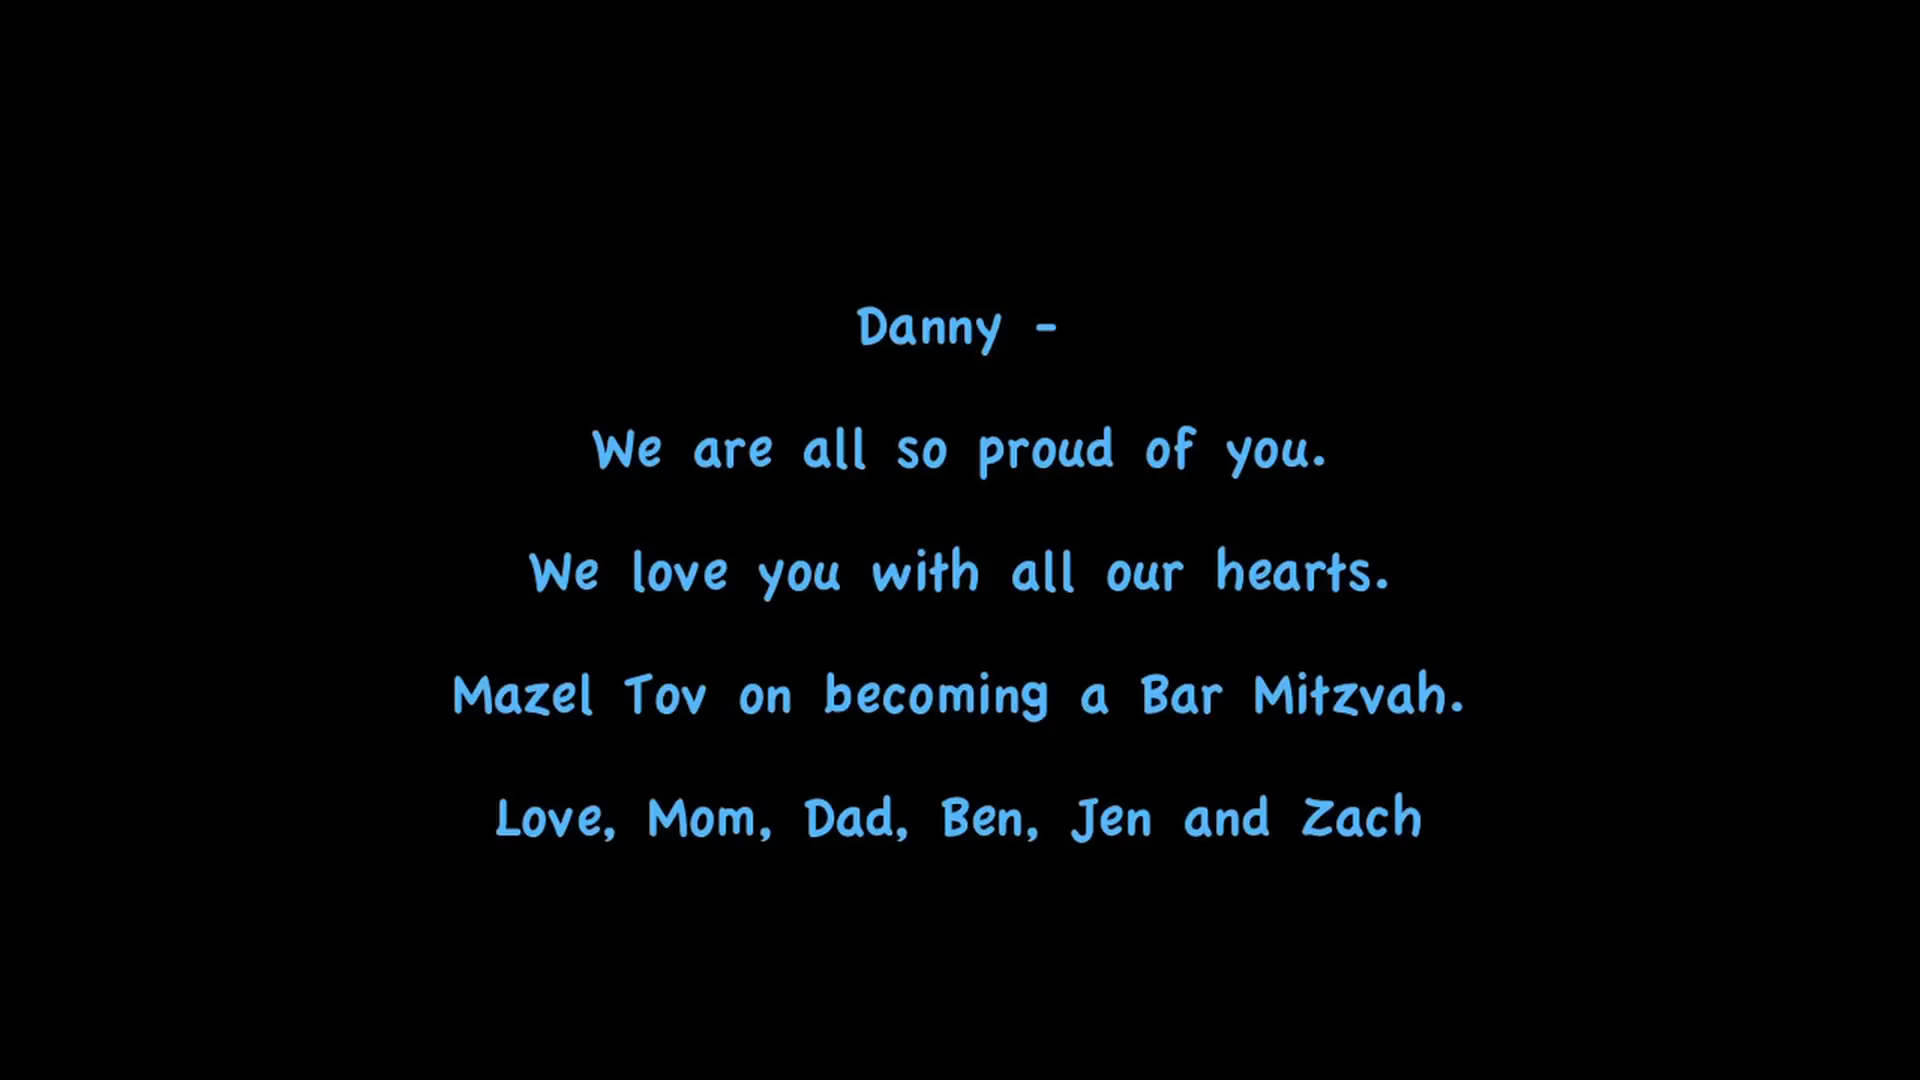 Danny -
We are all so proud of you.
We love you with all our hearts.
Mazel Tov on becoming a Bar Mitzvah.
Love, Mom, Dad, Ben, Jen and Zach